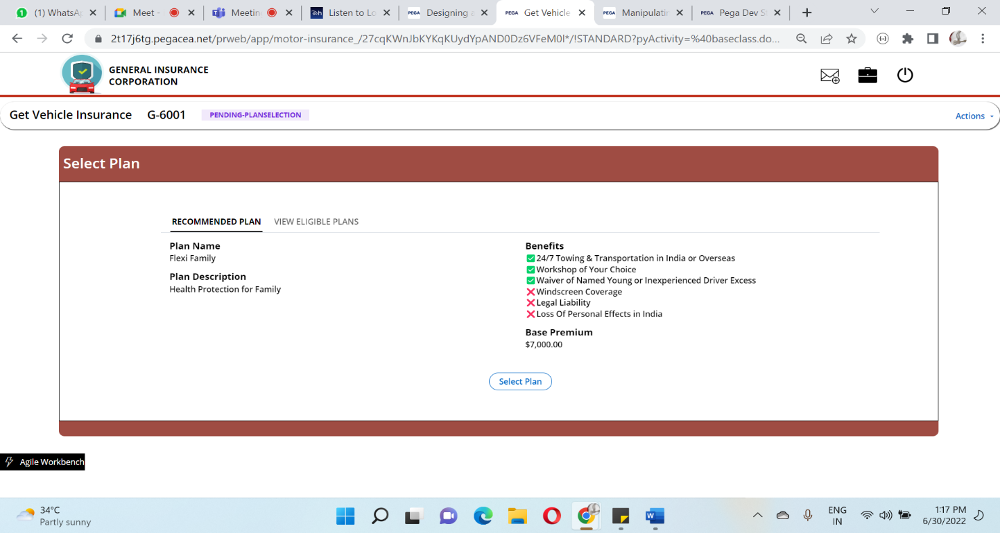 (1) WhatsA
Meet -
Meetin
Listen to Lo
PEGA Designing a
PEGA Get Vehicle
PEGA Manipulatin
PEGA Pega Dev S
2t17j6tg.pegacea.net/prweb/app/motor-insurance_/27cqKWnJbKYKqKUydYpAND0Dz6VFeM0l*/!STANDARD?pyActivity=%40baseclass.do...
GENERAL INSURANCE
CORPORATION
Get Vehicle Insurance G-6001 PENDING-PLANSELECTION
Actions
Select Plan
RECOMMENDED PLAN VIEW ELIGIBLE PLANS
Plan Name
Flexi Family
Plan Description
Health Protection for Family
Benefits
24/7 Towing & Transportation in India or Overseas
Workshop of Your Choice
Waiver of Named Young or Inexperienced Driver Excess
Windscreen Coverage
Legal Liability
Loss Of Personal Effects in India
Base Premium
$7,000.00
Select Plan
Agile Workbench
34°C
Partly sunny
ENG
IN
1:17 PM
6/30/2022